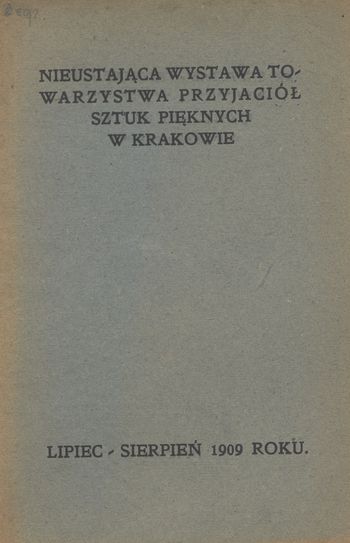 NIEUSTAJĄCA WYSTAWA TO-
WARZYSTWA PRZYJACIÓŁ
SZTUK PIĘKNYCH
W KRAKOWIE
LIPIEC - SIERPIEŃ 1909 ROKU.